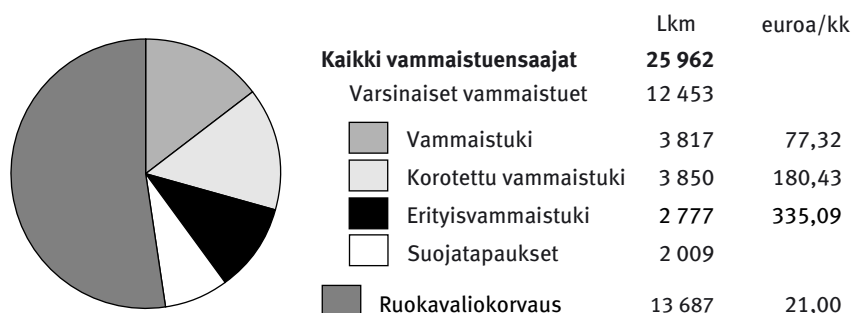 Lkm euroa/kk
Kaikki vammaistuensaajat 25 962
Varsinaiset vammaistuet 12 453
Vammaistuki 3 817 77,32
Korotettu vammaistuki 3 850 180,43
Erityisvammaistuki 2 777 335,09
Suojatapaukset 2 009
Ruokavaliokorvaus 13 687 21,00